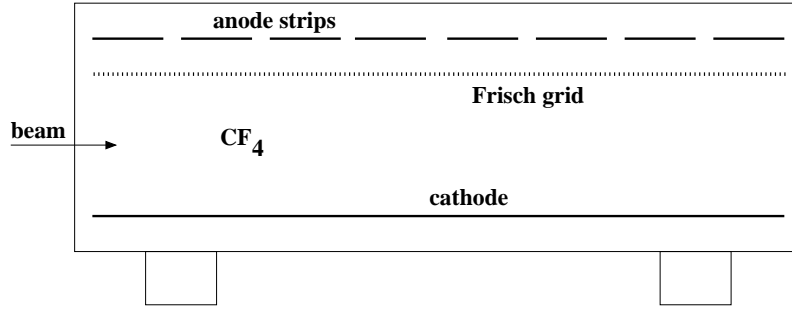 anode strips
Frisch grid
beam
CF4
cathode